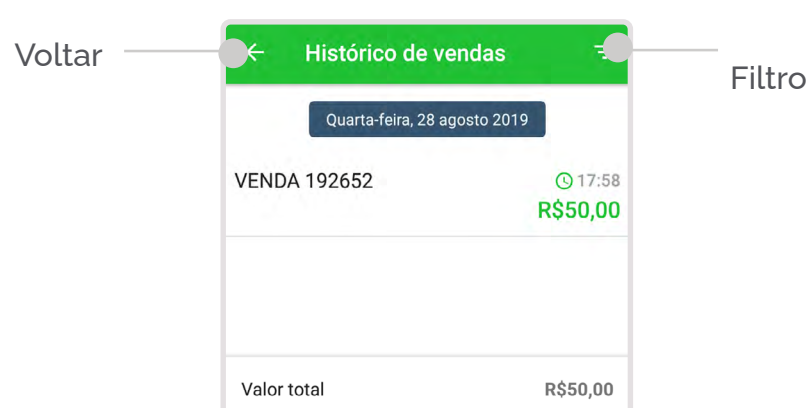 Voltar
Histórico de vendas
Filtro
Quarta-feira, 28 agosto 2019
VENDA 192652
17:58
R$50,00
Valor total
R$50,00